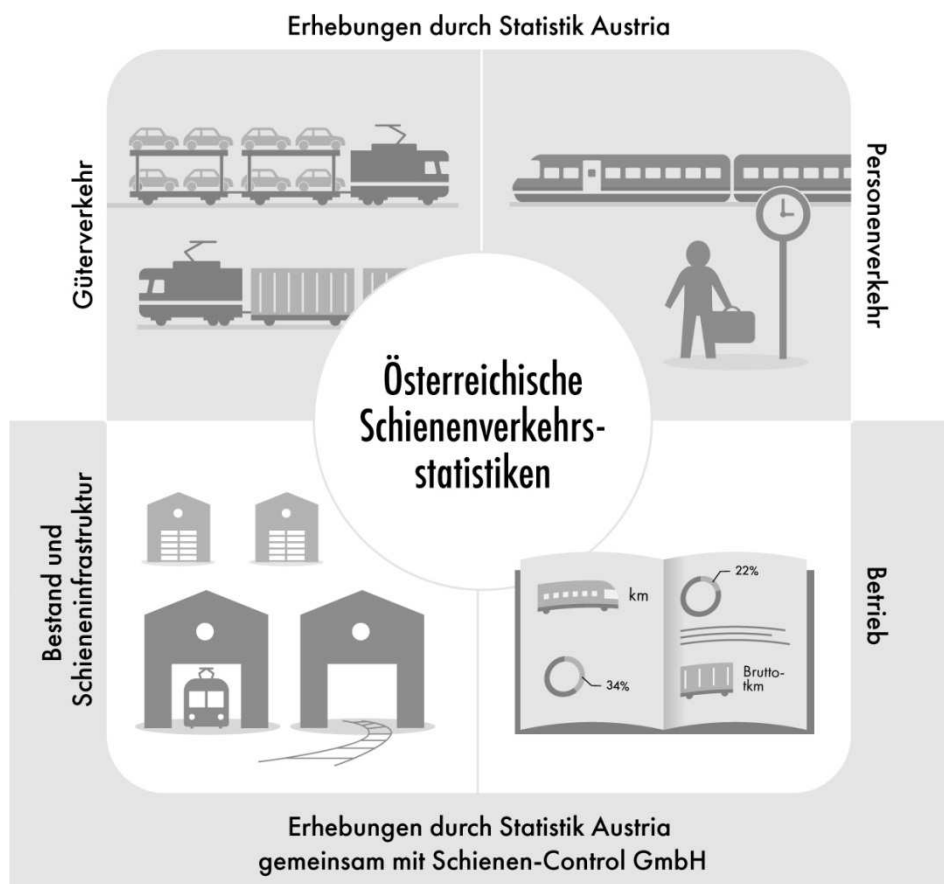 Erhebungen durch Statistik Austria
Güterverkehr
Personenverkehr
Österreichische
Schienenverkehrs-
statistiken
Bestand und
Schieneninfrastruktur
Betrieb
km
22%
34%
Brutto-
tkm
Erhebungen durch Statistik Austria
gemeinsam mit Schienen-Control GmbH